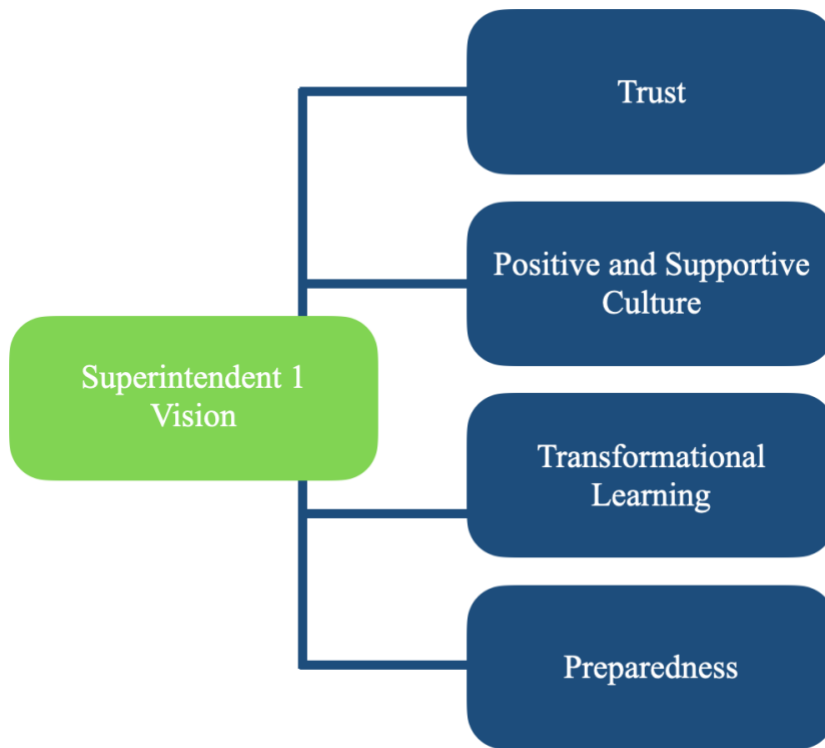 Trust
Positive and Supportive
Culture
Superintendent 1
Vision
Transformational
Learning
Preparedness